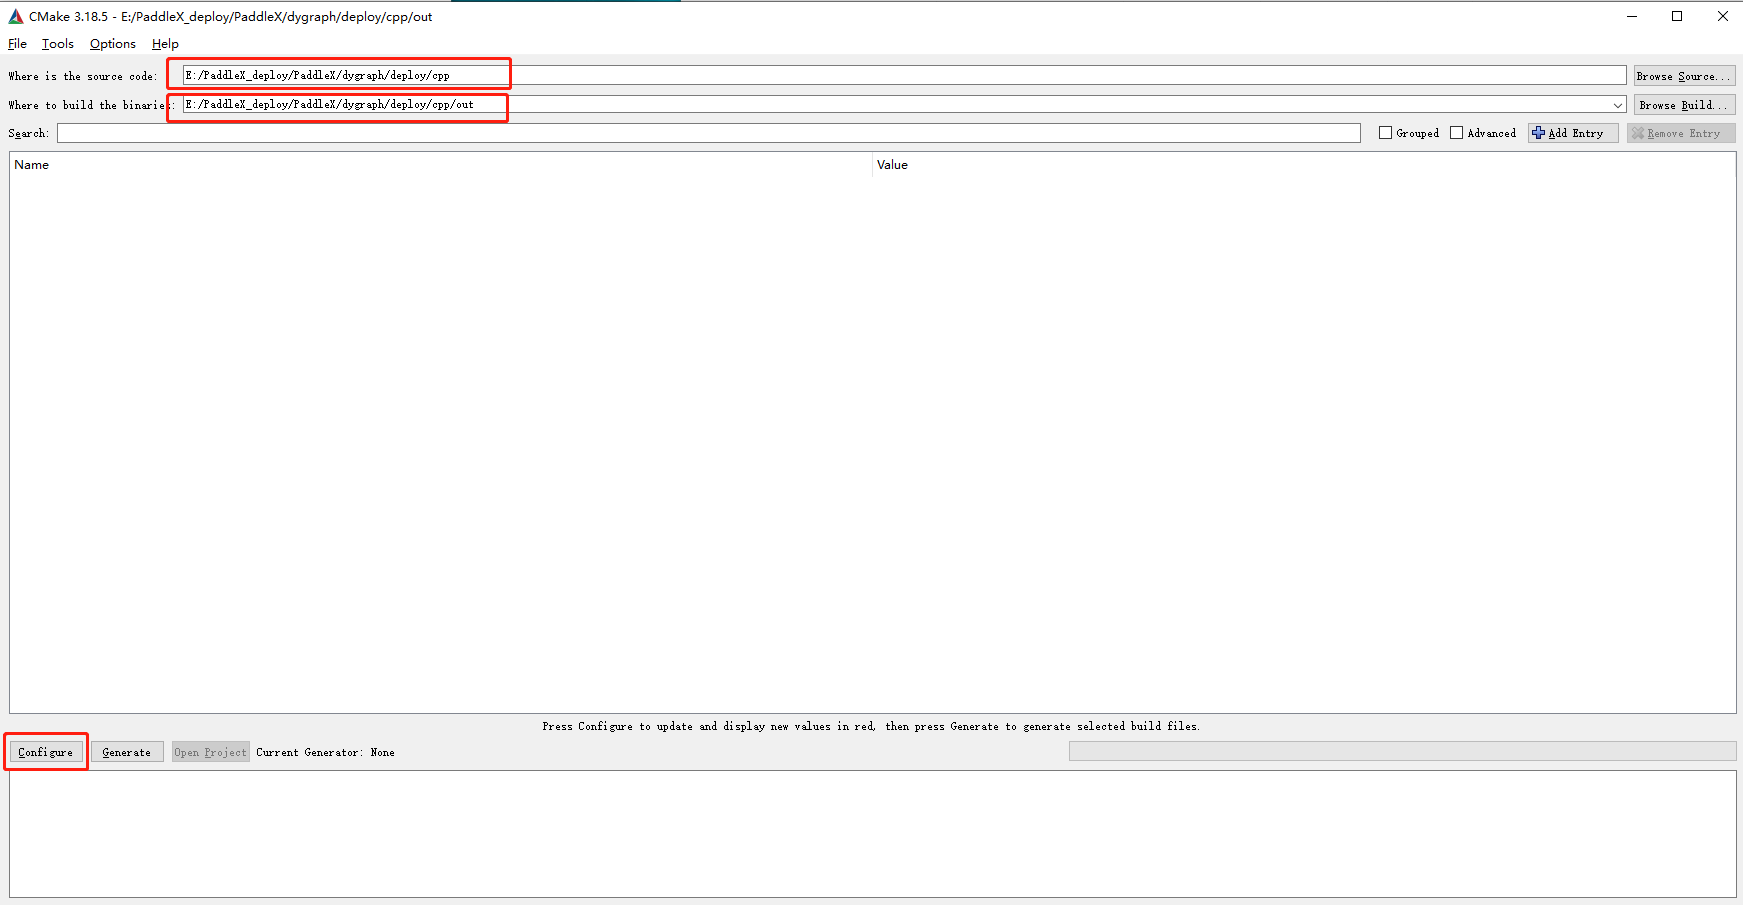 CMake 3.18.5 - E:/PaddleX_deploy/PaddleX/dygraph/deploy/cpp/out
File Tools Options Help
Where is the source code: E:/PaddleX_deploy/PaddleX/dygraph/deploy/cpp Browse Source...
Where to build the binaries: E:/PaddleX_deploy/PaddleX/dygraph/deploy/cpp/out Browse Build...
Search: Grouped Advanced Add Entry Remove Entry
Name Value
Press Configure to update and display new values in red, then press Generate to generate selected build files.
Configure Generate Open Project Current Generator: None